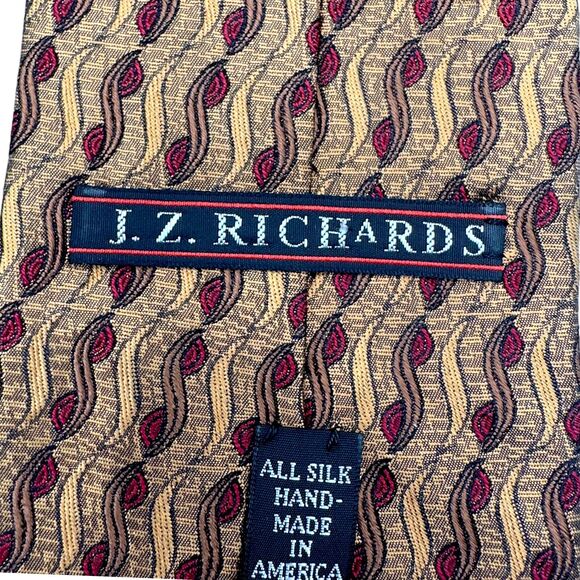 J. Z. RICHARDS
ALL SILK
HAND-
MADE
IN
AMERICA